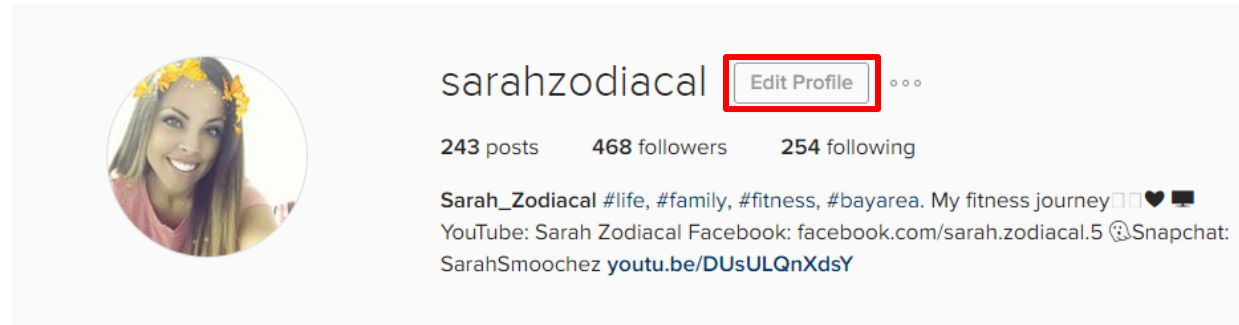 sarahzodiacal Edit Profile
243 posts 468 followers 254 following
Sarah_Zodiacal #life, #family, #fitness, #bayarea. My fitness journey
YouTube: Sarah Zodiacal Facebook: facebook.com/sarah.zodiacal.5 Snapchat:
SarahSmoochez youtu.be/DUsULQnXdsY